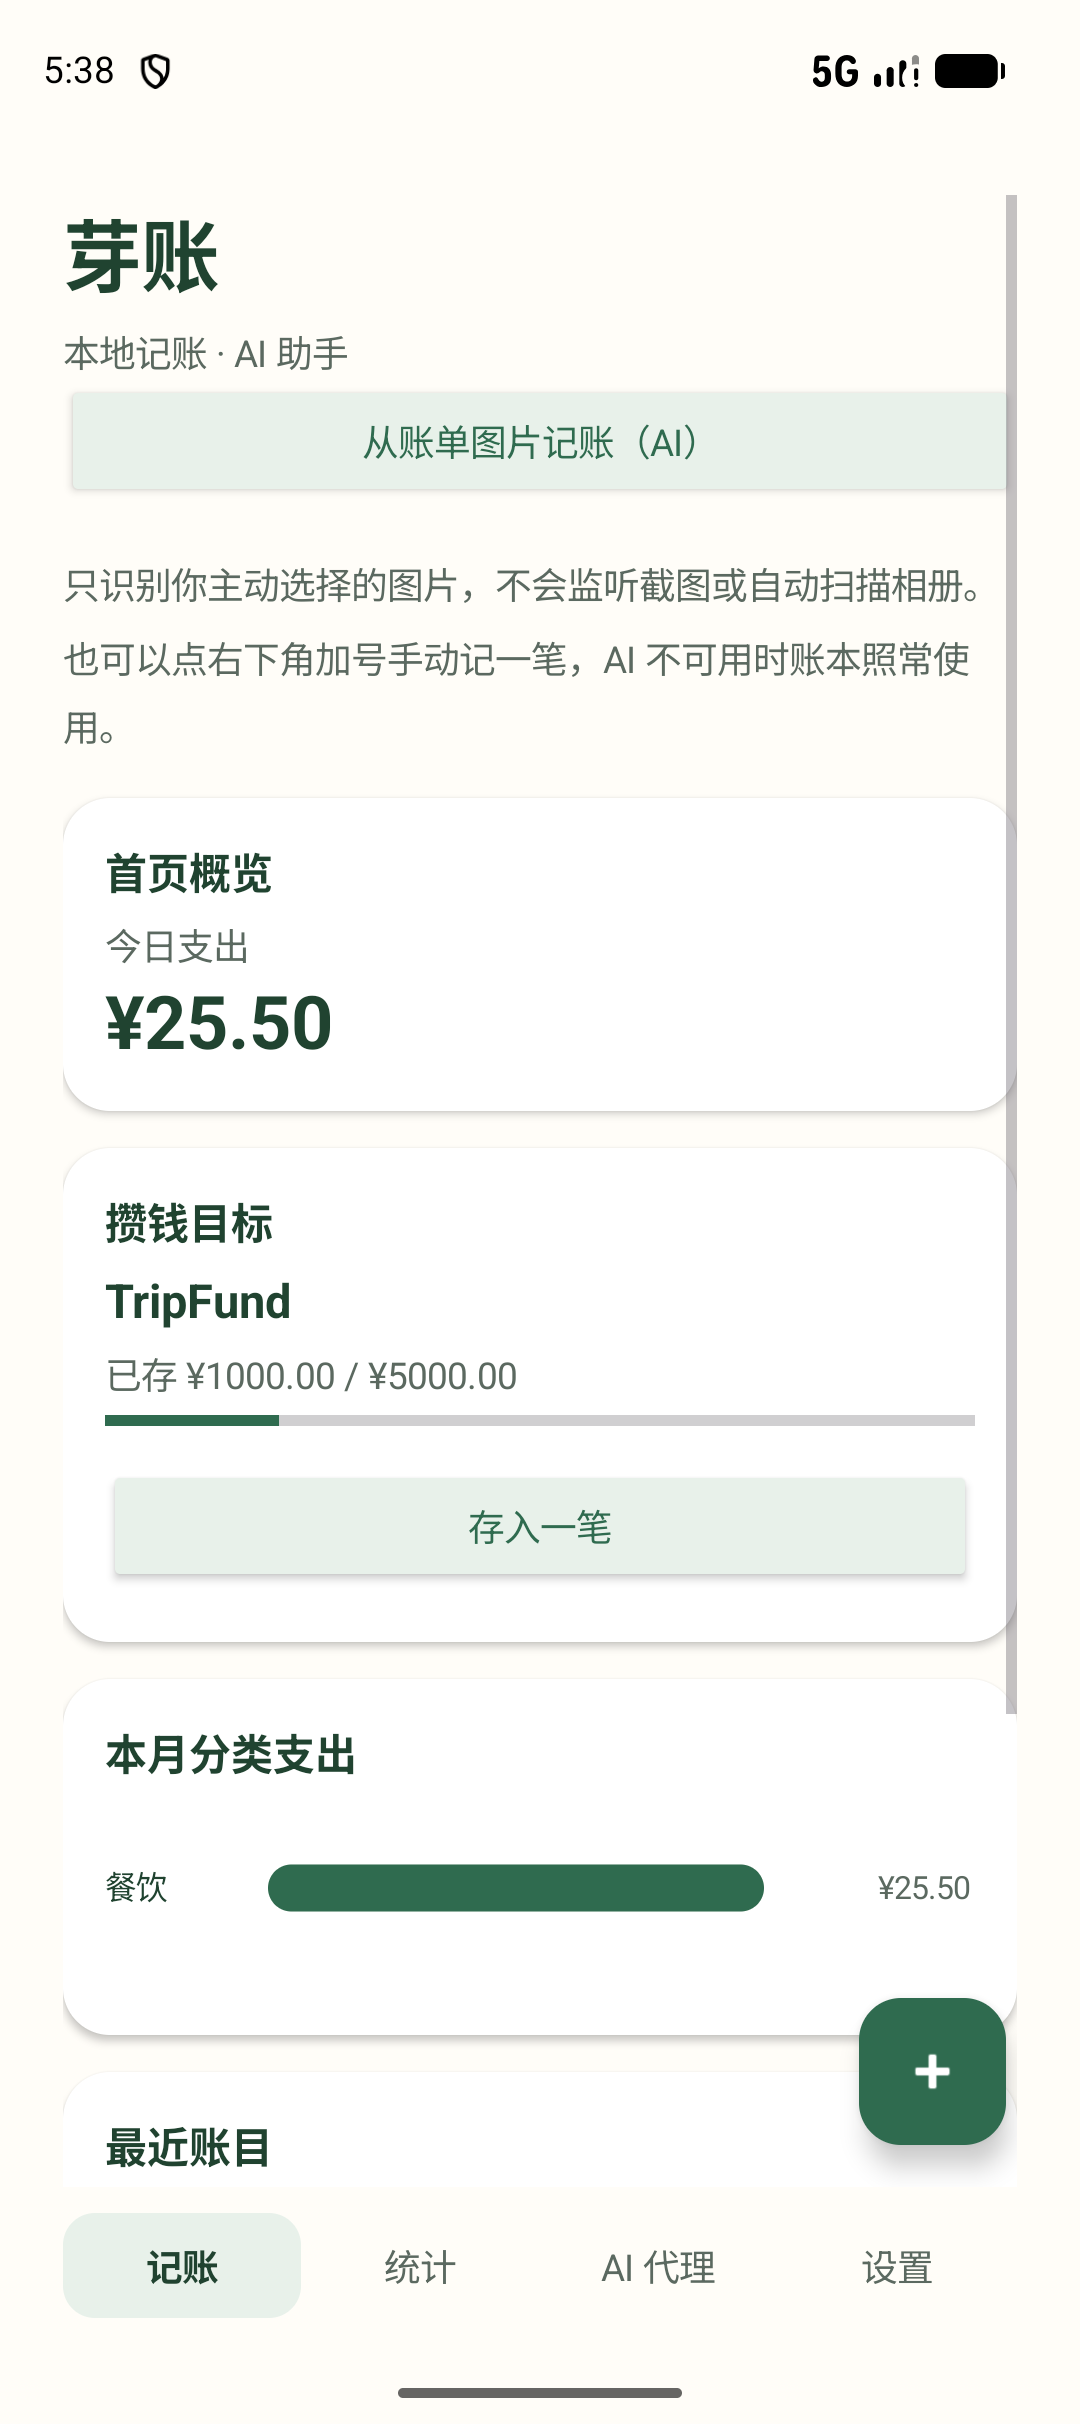 5:38
5G
芽账
本地记账 · AI 助手
从账单图片记账（AI）
只识别你主动选择的图片，不会监听截图或自动扫描相册。
也可以点右下角加号手动记一笔，AI 不可用时账本照常使
用。
首页概览
今日支出
¥25.50
攒钱目标
TripFund
已存 ¥1000.00 / ¥5000.00
存入一笔
本月分类支出
餐饮 ¥25.50
+
最近账目
记账 统计 AI 代理 设置